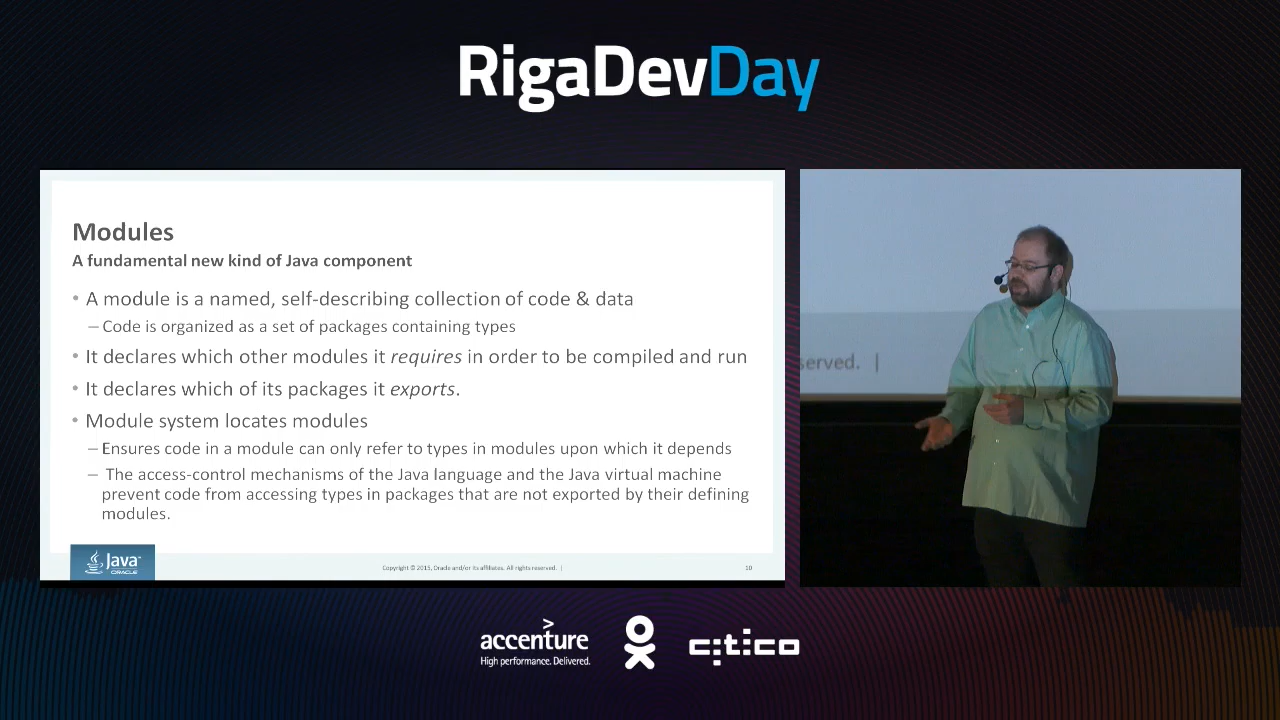 RigaDevDay
Modules
A fundamental new kind of Java component
• A module is a named, self-describing collection of code & data
– Code is organized as a set of packages containing types
• It declares which other modules it requires in order to be compiled and run
• It declares which of its packages it exports.
• Module system locates modules
– Ensures code in a module can only refer to types in modules upon which it depends
– The access-control mechanisms of the Java language and the Java virtual machine
prevent code from accessing types in packages that are not exported by their defining
modules.
Java™
ORACLE
Copyright © 2015, Oracle and/or its affiliates. All rights reserved. |
10
served. |
accenture
High performance. Delivered.
citico